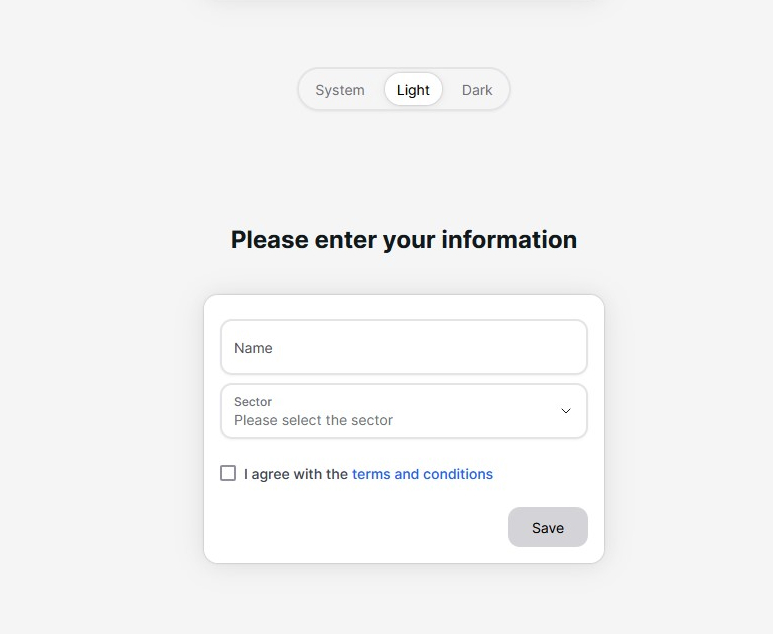 System Light Dark
Please enter your information
Name
Sector
Please select the sector
I agree with the terms and conditions
Save